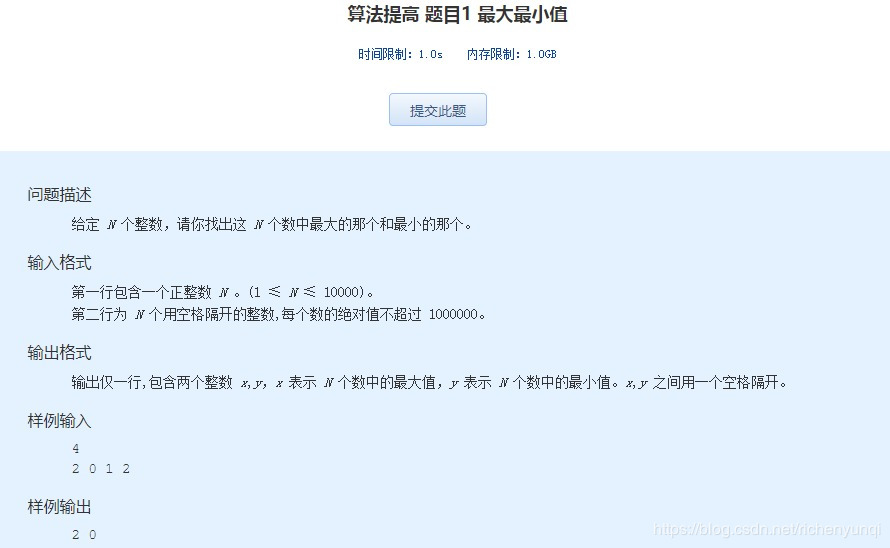 算法提高 题目1 最大最小值
时间限制：1.0s 内存限制：1.0GB
提交此题
问题描述
给定 N 个整数，请你找出这 N 个数中最大的那个和最小的那个。
输入格式
第一行包含一个正整数 N 。(1 ≤ N ≤ 10000)。
第二行为 N 个用空格隔开的整数,每个数的绝对值不超过 1000000。
输出格式
输出仅一行,包含两个整数 x,y，x 表示 N 个数中的最大值，y 表示 N 个数中的最小值。x,y 之间用一个空格隔开。
样例输入
4
2 0 1 2
样例输出
2 0
https://blog.csdn.net/richenyunqi